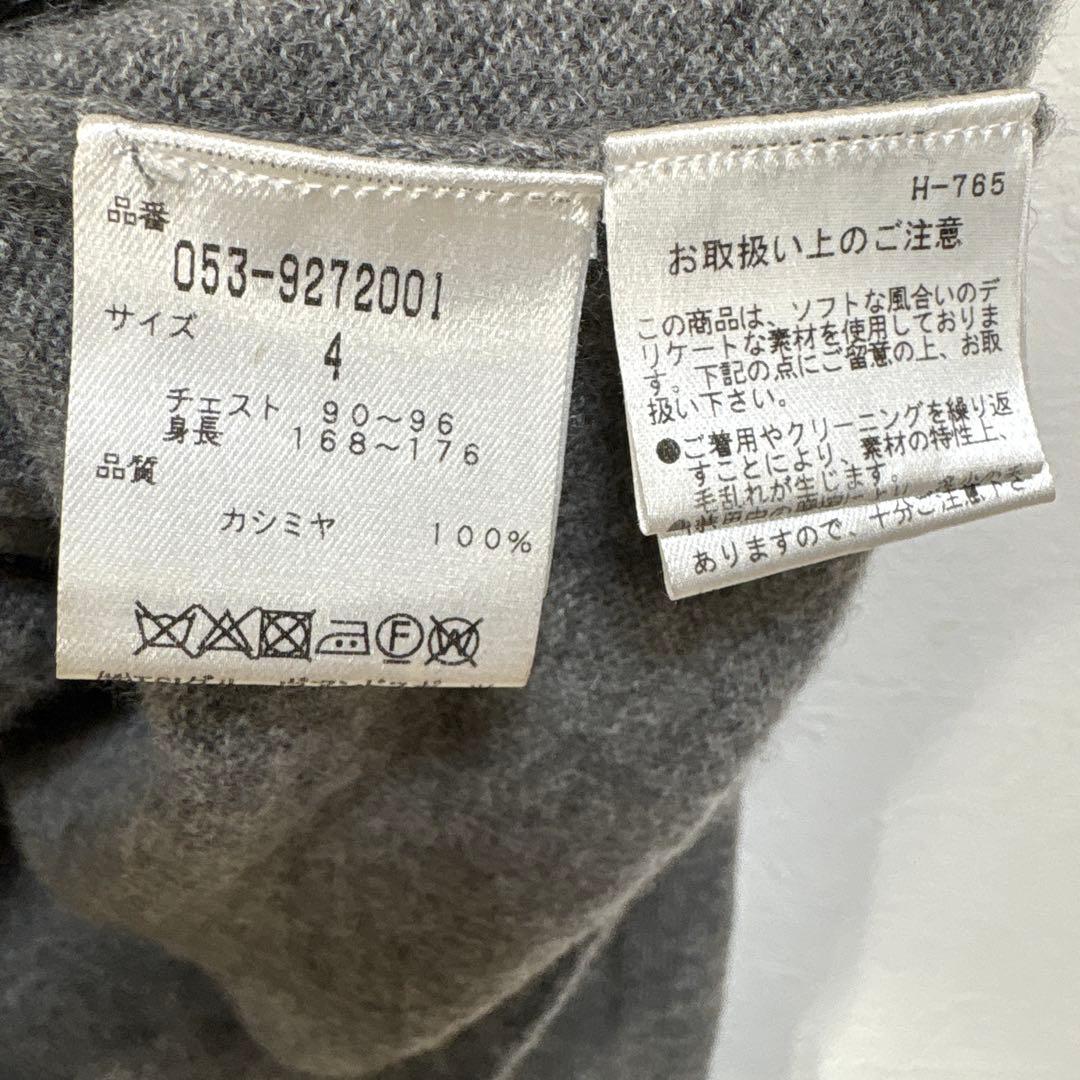 品番
053-9272001
サイズ
4
チェスト 90～96
身長 168～176
品質
カシミヤ 100%
F
W
H-765
お取扱い上のご注意
この商品は、ソフトな風合いのデ
リケートな素材を使用しておりま
す。下記の点にご留意の上、お取
扱い下さい。
●ご着用やクリーニングを繰り返
すことにより、素材の特性上、
毛乱れが生じます。
ありますので、十分ご注意下さ